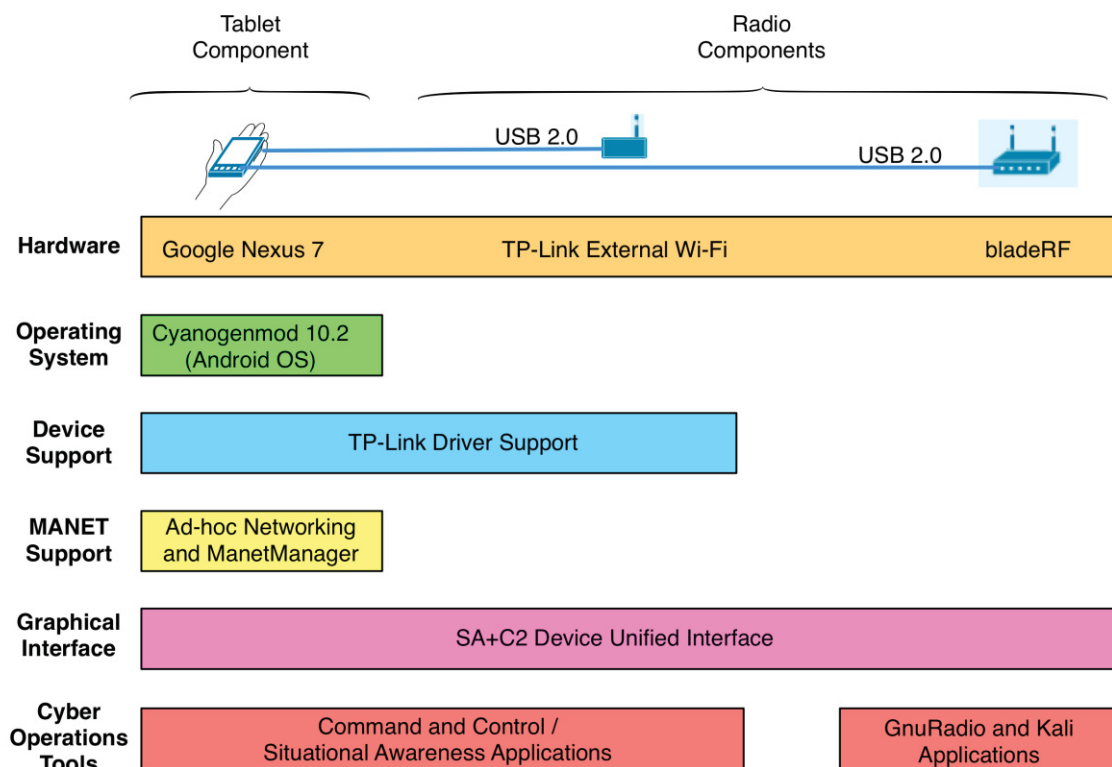 Tablet
Component
Radio
Components
USB 2.0
USB 2.0
Hardware
Google Nexus 7
TP-Link External Wi-Fi
bladeRF
Operating
System
Cyanogenmod 10.2
(Android OS)
Device
Support
TP-Link Driver Support
MANET
Support
Ad-hoc Networking
and ManetManager
Graphical
Interface
SA+C2 Device Unified Interface
Cyber
Operations
Tools
Command and Control /
Situational Awareness Applications
GnuRadio and Kali
Applications